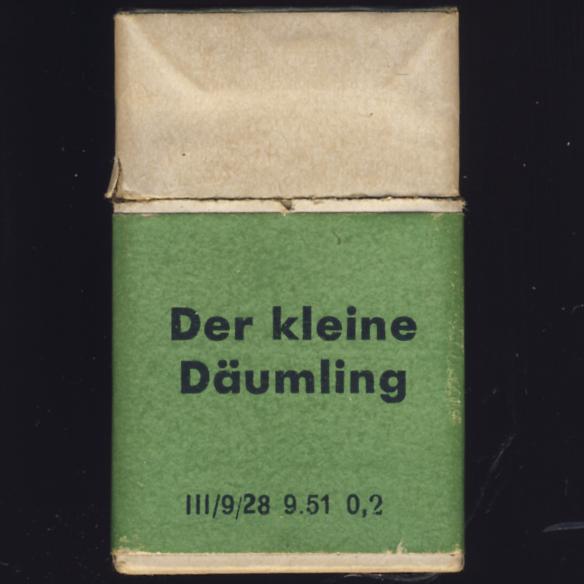 Der kleine
Däumling
III/9/28 9.51 0,2